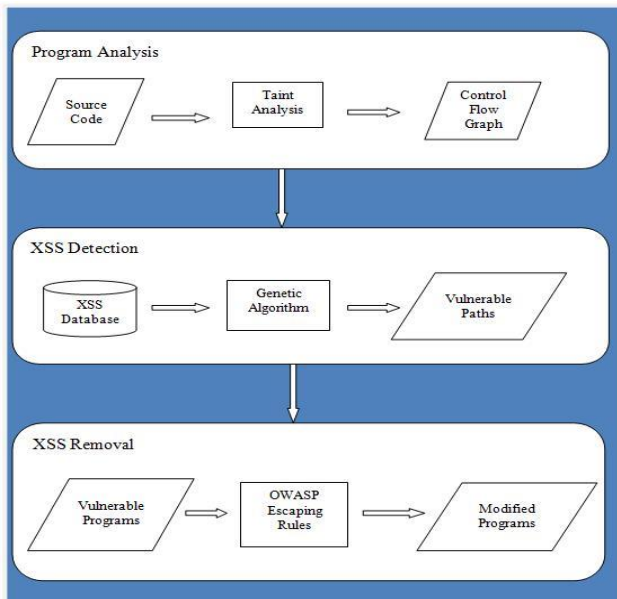 Program Analysis
Source
Code
Taint
Analysis
Control
Flow
Graph
XSS Detection
XSS
Database
Genetic
Algorithm
Vulnerable
Paths
XSS Removal
Vulnerable
Programs
OWASP
Escaping
Rules
Modified
Programs